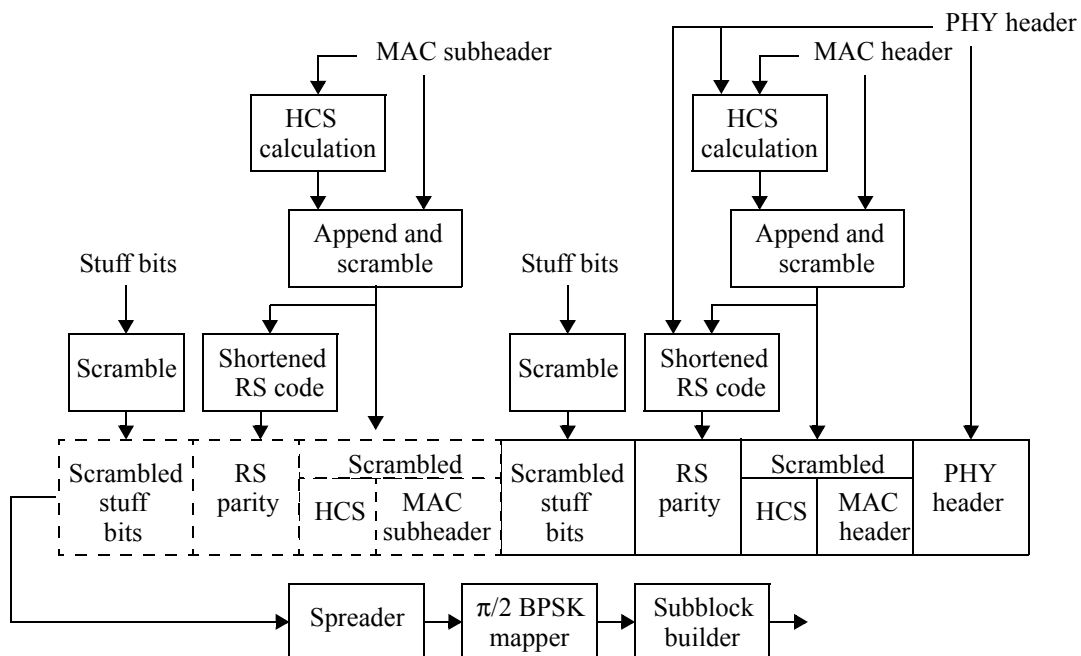 PHY header
MAC subheader
MAC header
HCS
calculation
HCS
calculation
Append and
scramble
Append and
scramble
Stuff bits
Stuff bits
Scramble
Shortened
RS code
Scramble
Shortened
RS code
Scrambled
stuff
bits
RS
parity
Scrambled
HCS
MAC
subheader
Scrambled
stuff
bits
RS
parity
Scrambled
HCS
MAC
header
PHY
header
Spreader
π/2 BPSK
mapper
Subblock
builder